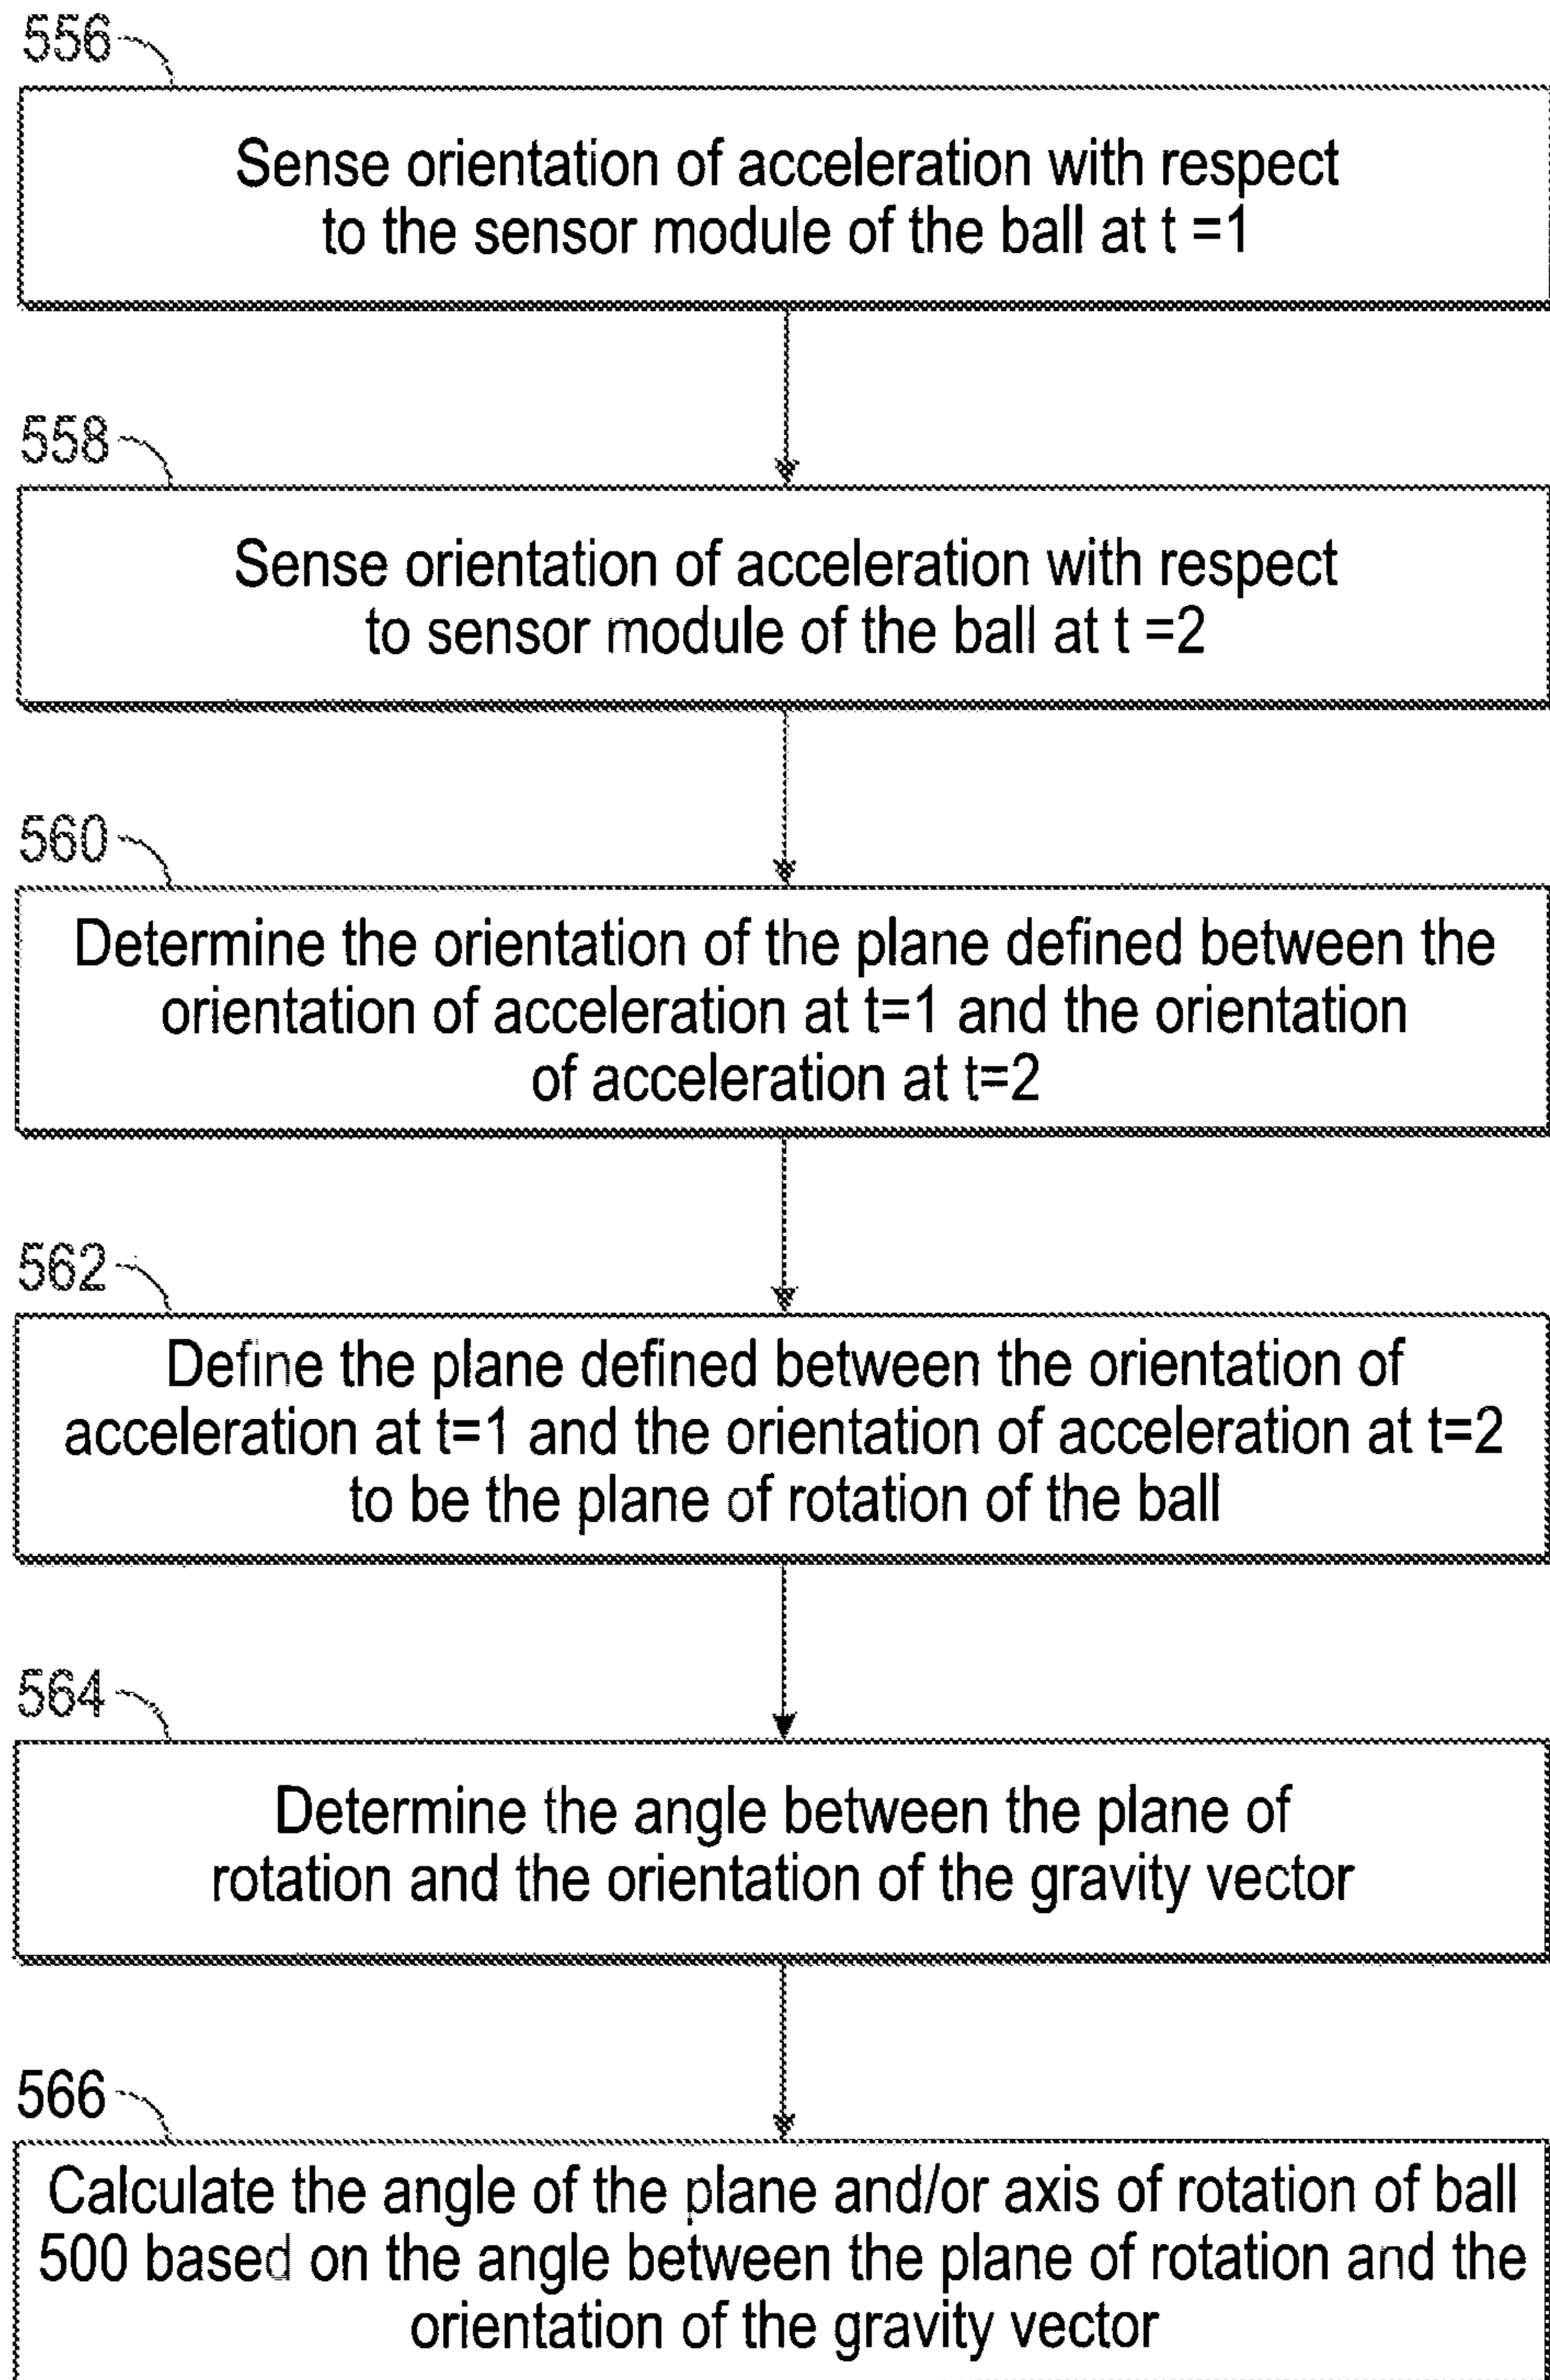 556
Sense orientation of acceleration with respect
to the sensor module of the ball at t =1
558
Sense orientation of acceleration with respect
to sensor module of the ball at t =2
560
Determine the orientation of the plane defined between the
orientation of acceleration at t=1 and the orientation
of acceleration at t=2
562
Define the plane defined between the orientation of
acceleration at t=1 and the orientation of acceleration at t=2
to be the plane of rotation of the ball
564
Determine the angle between the plane of
rotation and the orientation of the gravity vector
566
Calculate the angle of the plane and/or axis of rotation of ball
500 based on the angle between the plane of rotation and the
orientation of the gravity vector